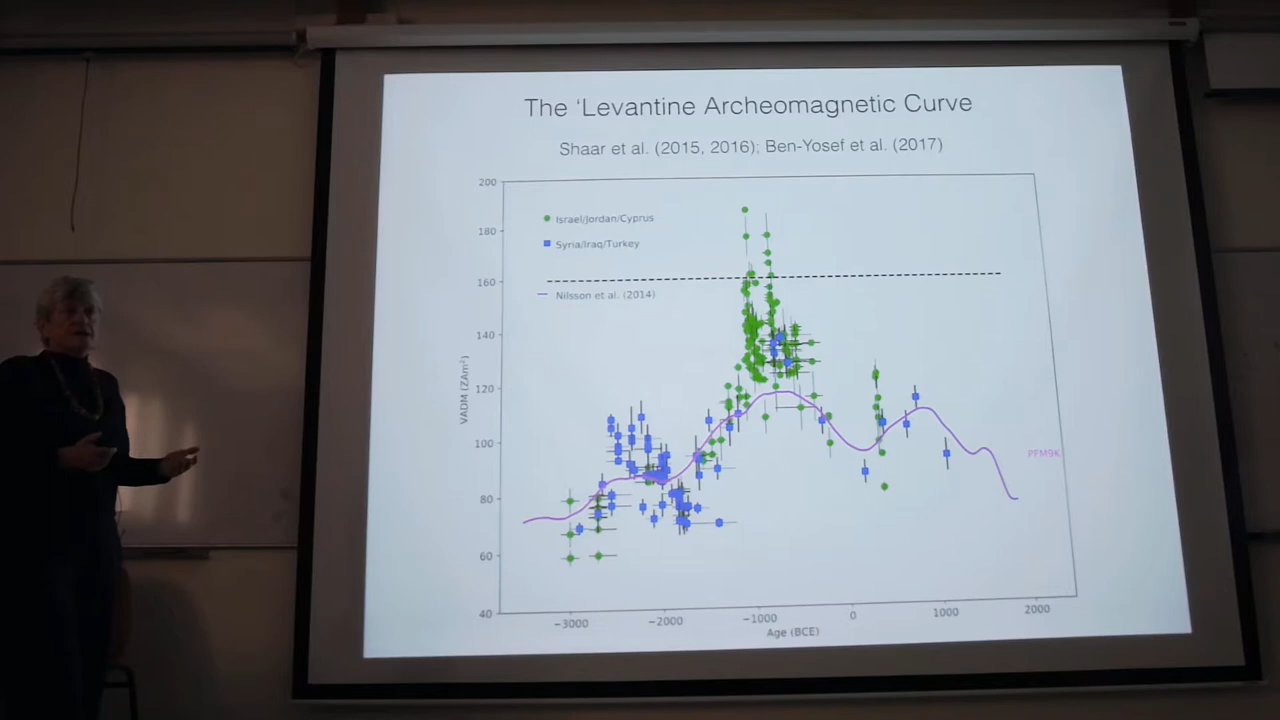 The ‘Levantine Archeomagnetic Curve
Shaar et al. (2015, 2016); Ben-Yosef et al. (2017)
200
180
160
140
120
100
80
60
40
VADM (ZAm²)
Israel/Jordan/Cyprus
Syria/Iraq/Turkey
Nilsson et al. (2014)
PFM9K
−3000
−2000
−1000
0
1000
2000
Age (BCE)